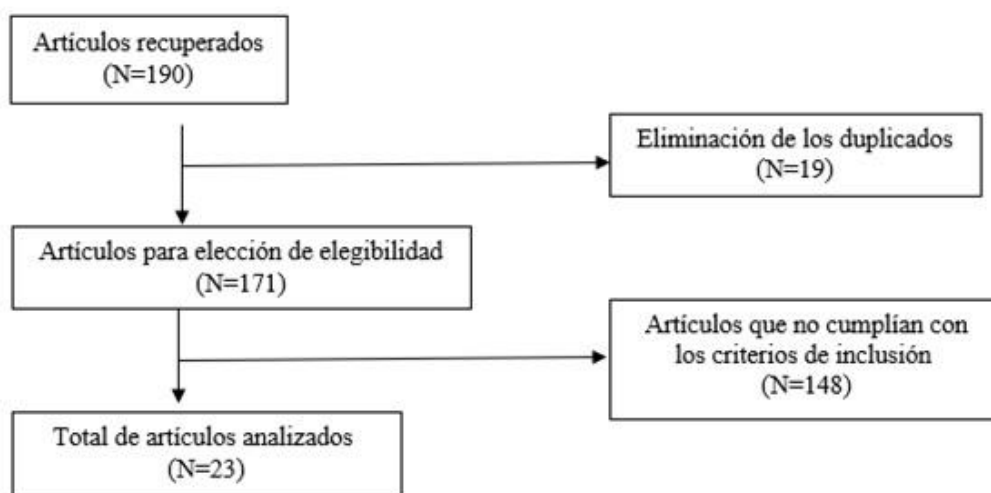 Artículos recuperados
(N=190)
Eliminación de los duplicados
(N=19)
Artículos para elección de elegibilidad
(N=171)
Artículos que no cumplían con
los criterios de inclusión
(N=148)
Total de artículos analizados
(N=23)